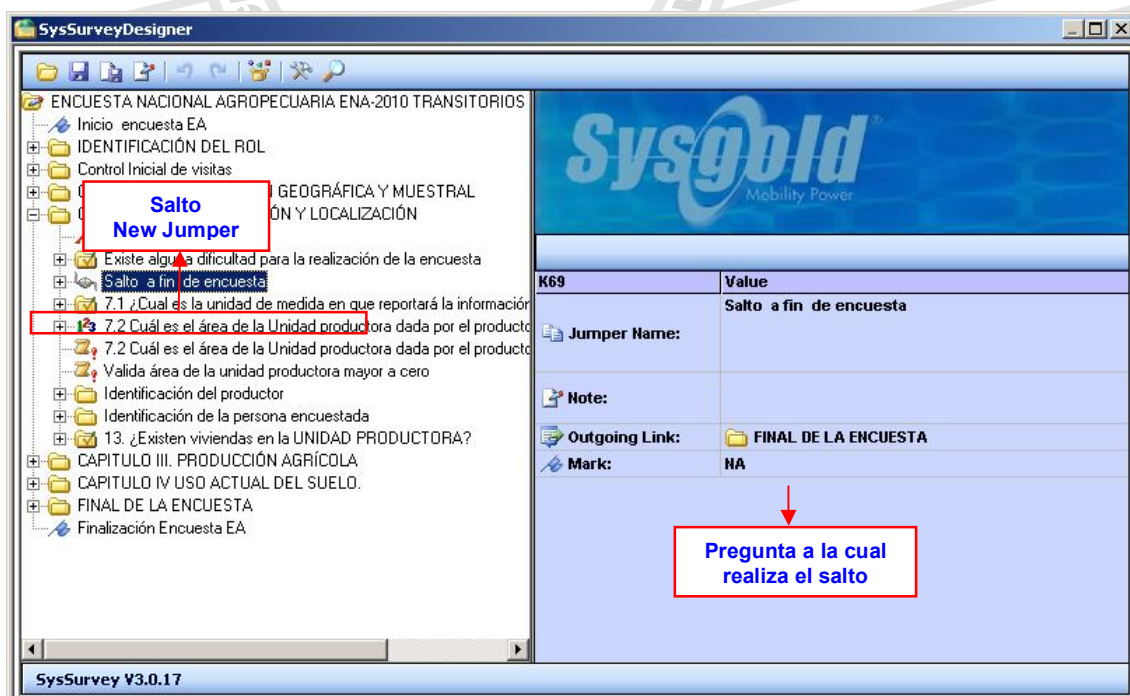 SysSurveyDesigner
ENCUESTA NACIONAL AGROPECUARIA ENA-2010 TRANSITORIOS
Inicio encuesta EA
IDENTIFICACIÓN DEL ROL
Control Inicial de visitas
GEOGRÁFICA Y MUESTRAL
ÓN Y LOCALIZACIÓN
Salto
New Jumper
Existe alguna dificultad para la realización de la encuesta
Salto a fin de encuesta
7.1 ¿Cual es la unidad de medida en que reportará la información
7.2 Cuál es el área de la Unidad productora dada por el producto
7.2 Cuál es el área de la Unidad productora dada por el producto
Valida área de la unidad productora mayor a cero
Identificación del productor
Identificación de la persona encuestada
13. ¿Existen viviendas en la UNIDAD PRODUCTORA?
CAPITULO III. PRODUCCIÓN AGRÍCOLA
CAPITULO IV USO ACTUAL DEL SUELO.
FINAL DE LA ENCUESTA
Finalización Encuesta EA
Sysgold®
Mobility Power
K69 Value
Jumper Name: Salto a fin de encuesta
Note:
Outgoing Link: FINAL DE LA ENCUESTA
Mark: NA
Pregunta a la cual
realiza el salto
SysSurvey V3.0.17